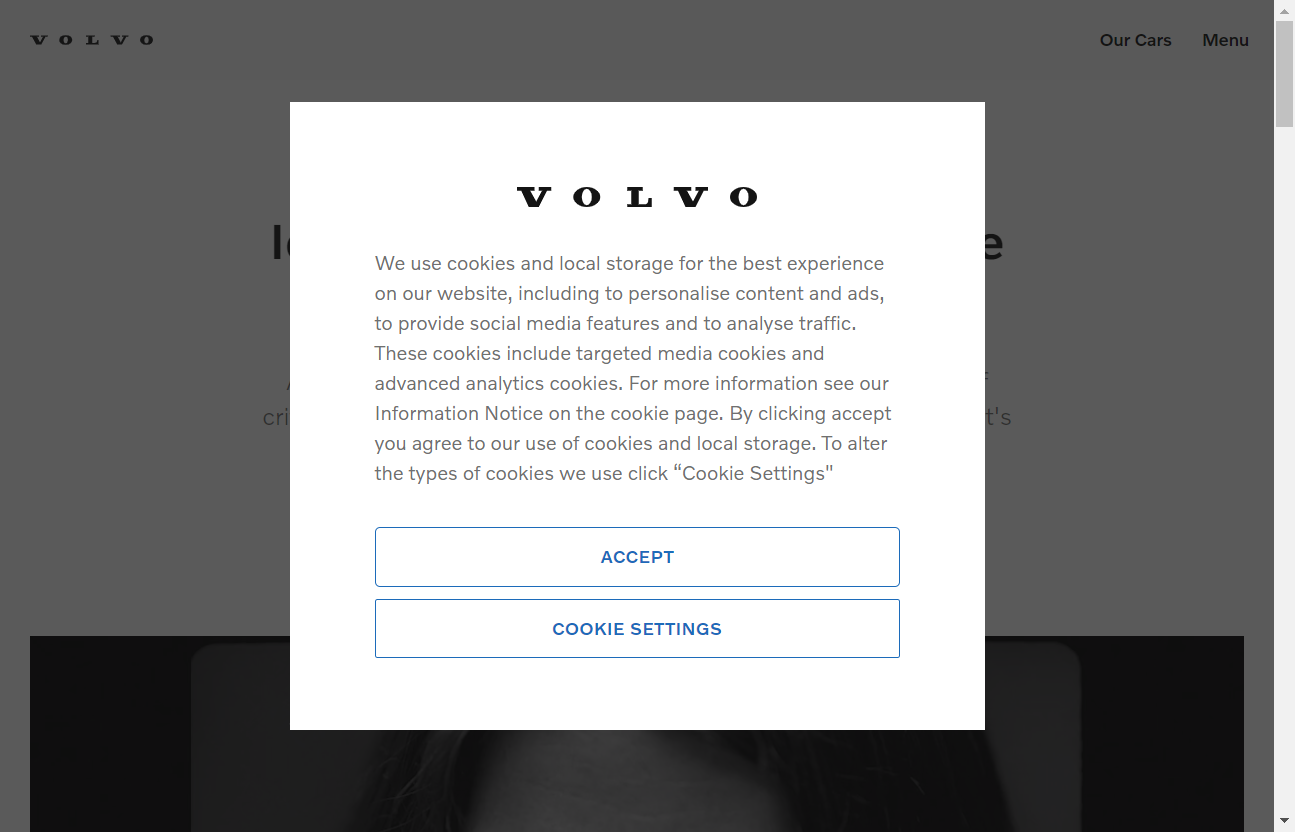 VOLVO
Our Cars
Menu
VOLVO
We use cookies and local storage for the best experience
on our website, including to personalise content and ads,
to provide social media features and to analyse traffic.
These cookies include targeted media cookies and
advanced analytics cookies. For more information see our
Information Notice on the cookie page. By clicking accept
you agree to our use of cookies and local storage. To alter
the types of cookies we use click “Cookie Settings"
ACCEPT
COOKIE SETTINGS